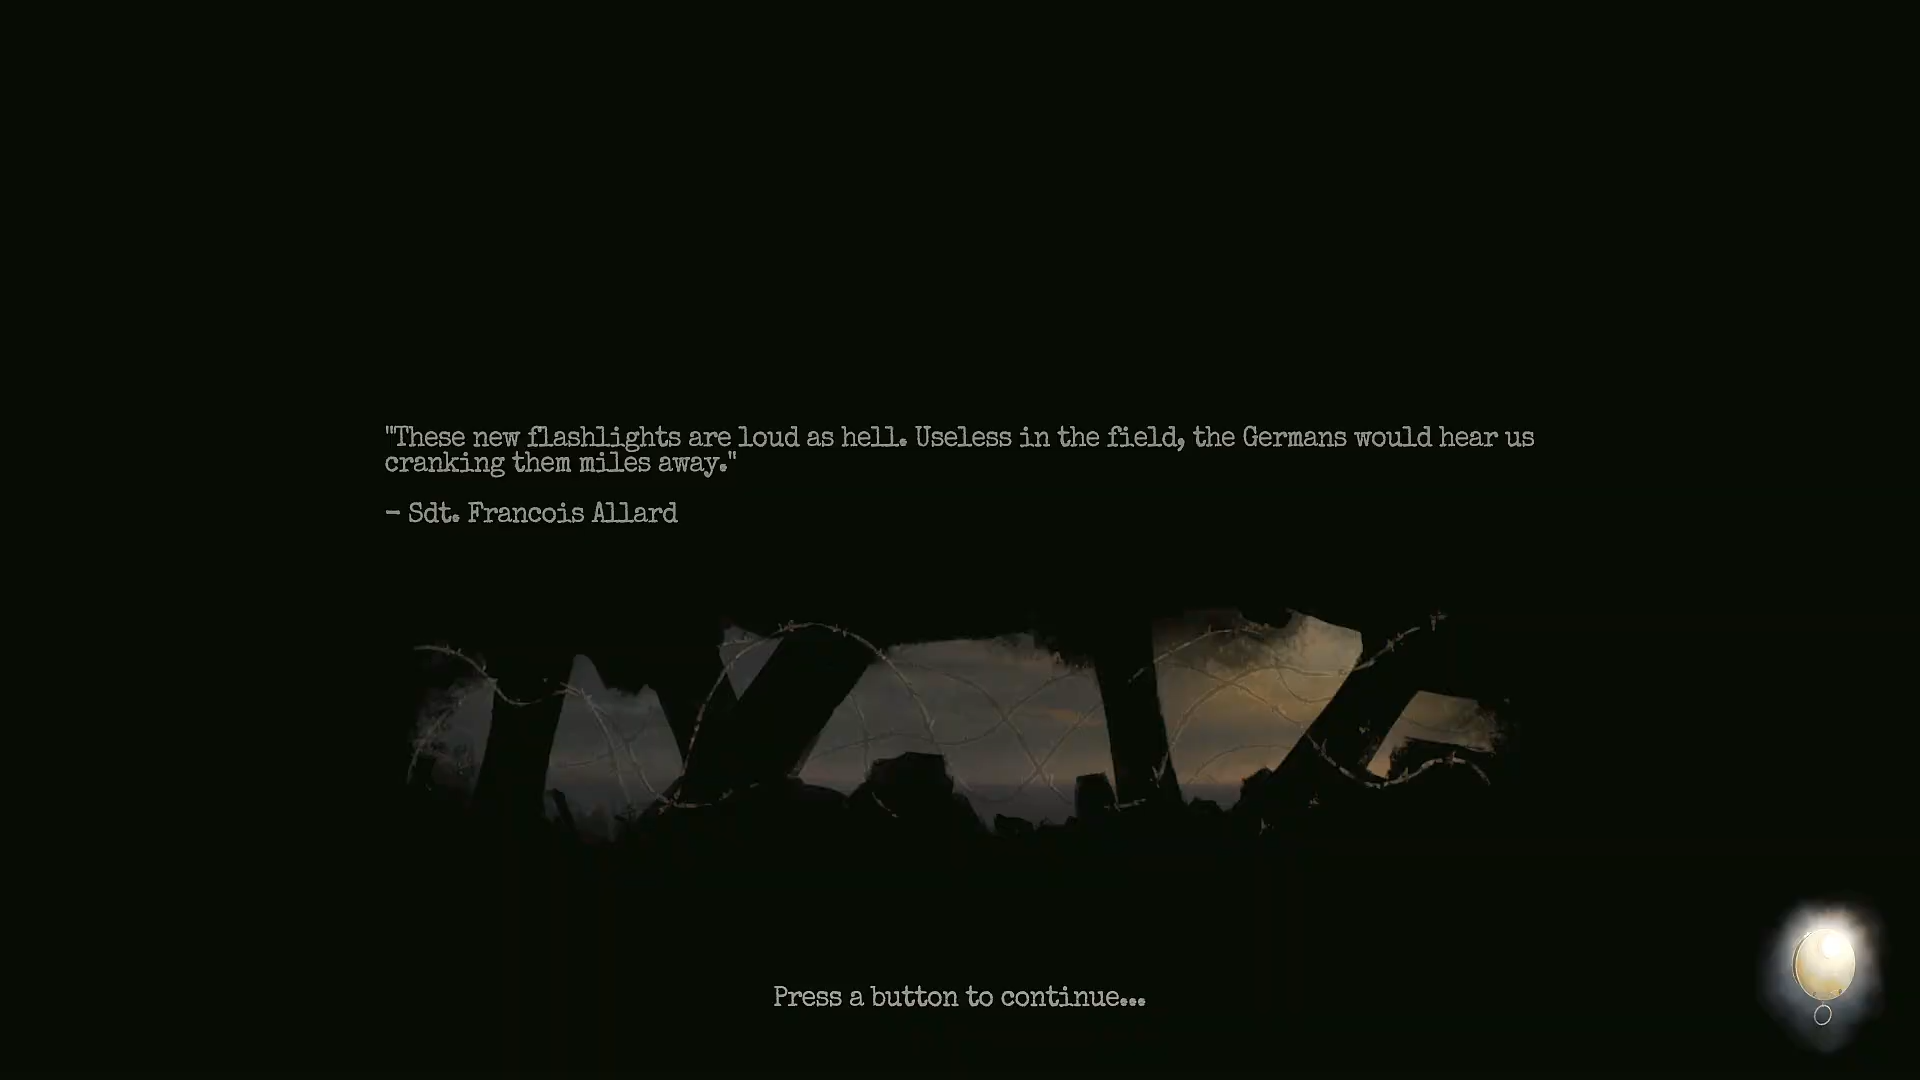 "These new flashlights are loud as hell. Useless in the field, the Germans would hear us
cranking them miles away."
- Sdt. Francois Allard
Press a button to continue...